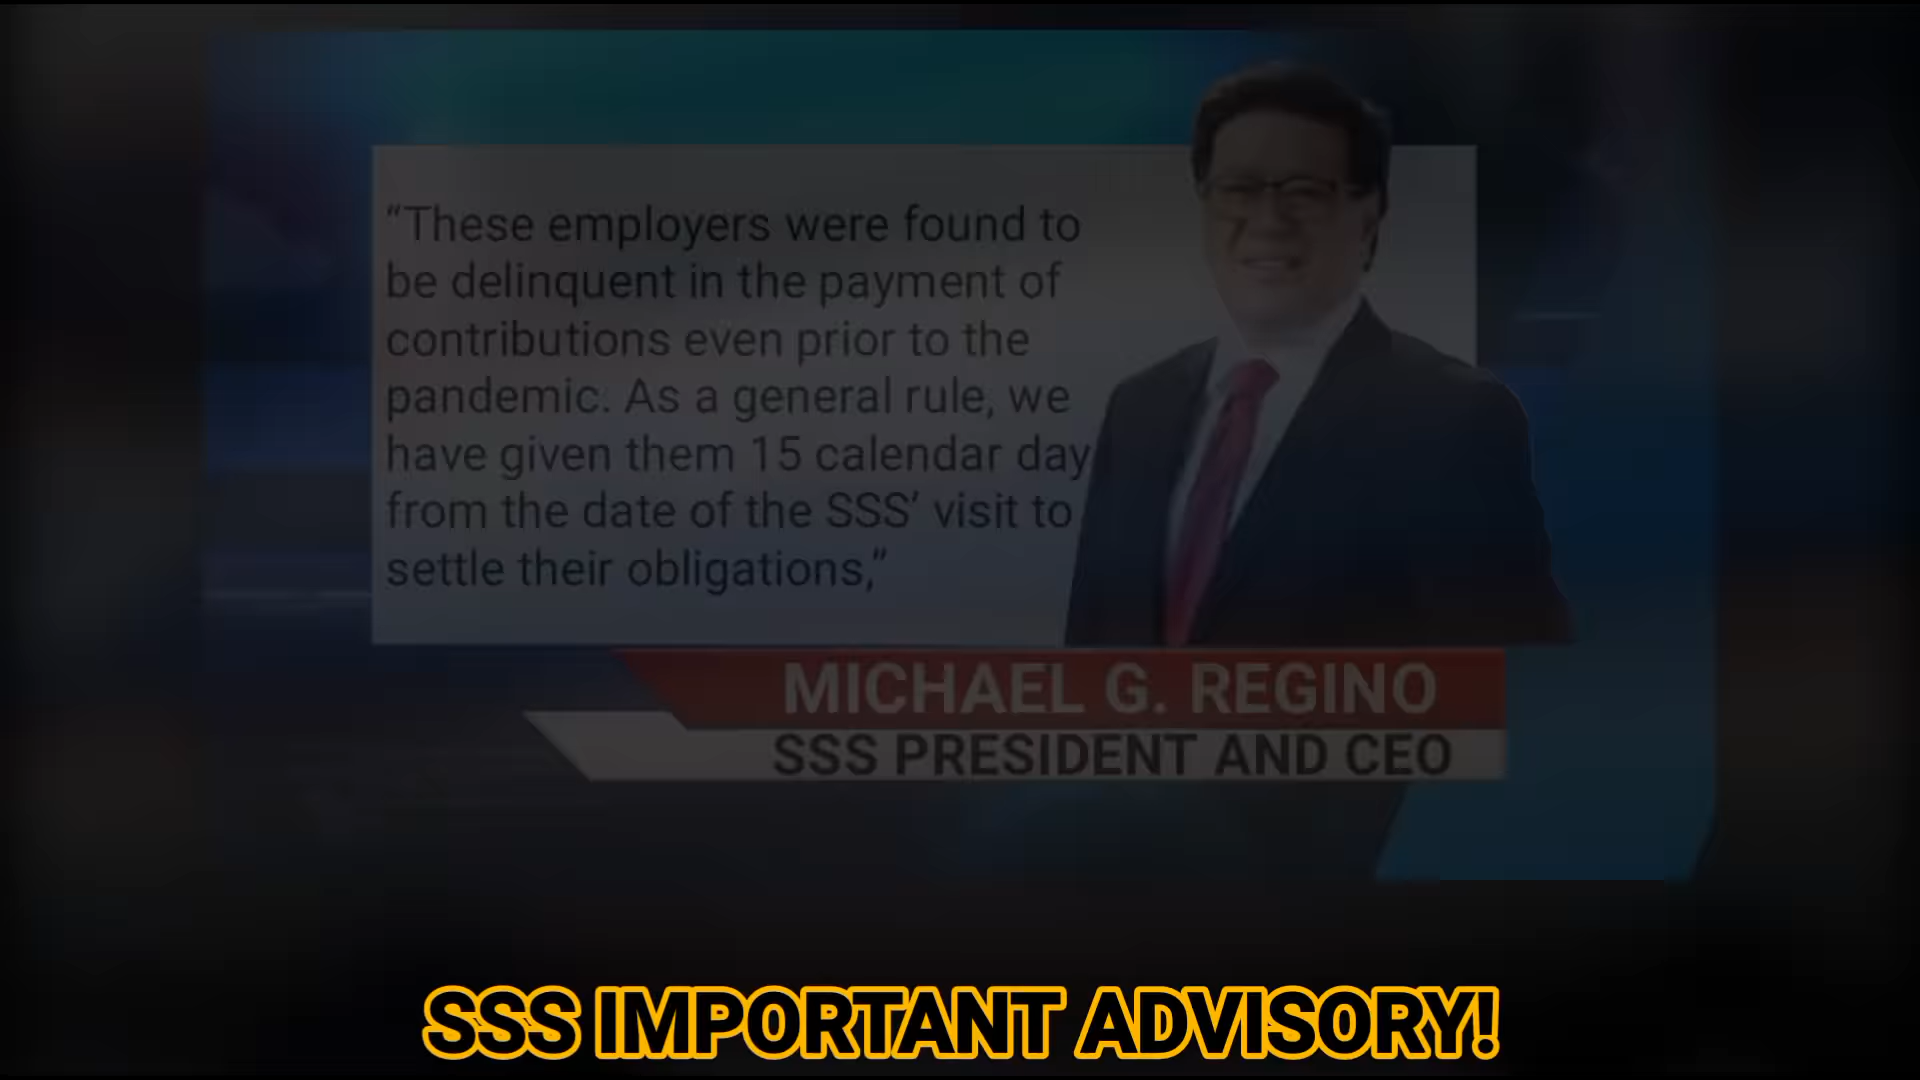 “These employers were found to
be delinquent in the payment of
contributions even prior to the
pandemic. As a general rule, we
have given them 15 calendar day
from the date of the SSS’ visit to
settle their obligations,”
MICHAEL G. REGINO
SSS PRESIDENT AND CEO
SSS IMPORTANT ADVISORY!